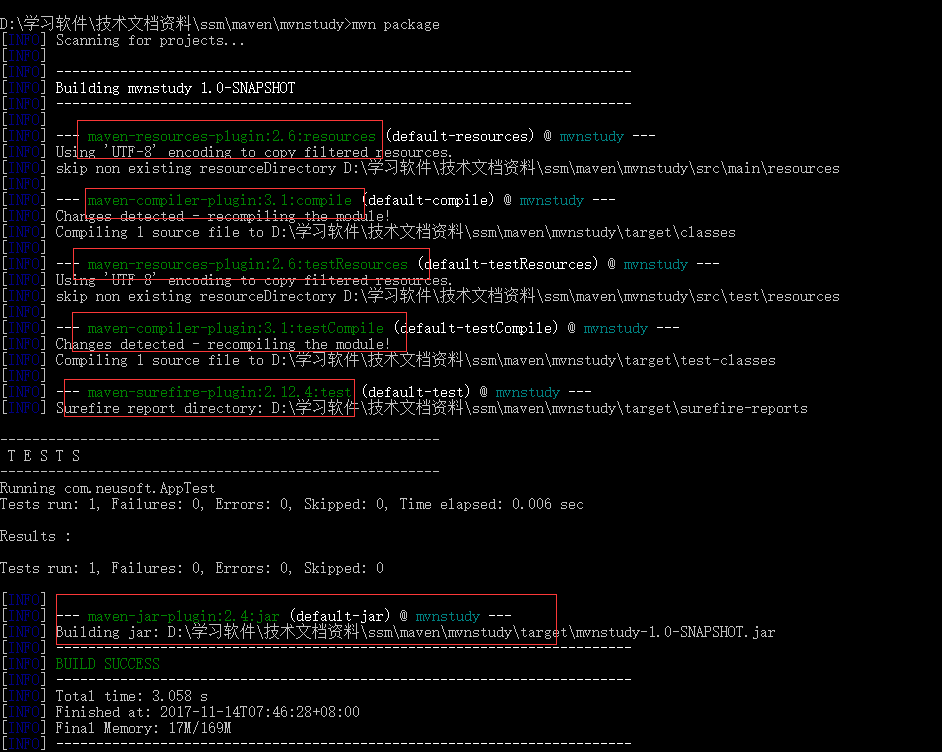 D:\学习软件\技术文档资料\ssm\maven\mvnstudy>mvn package
[INFO] Scanning for projects...
[INFO]
[INFO] ------------------------------------------------------------------------
[INFO] Building mvnstudy 1.0-SNAPSHOT
[INFO] ------------------------------------------------------------------------
[INFO]
[INFO] --- maven-resources-plugin:2.6:resources (default-resources) @ mvnstudy ---
[INFO] Using 'UTF-8' encoding to copy filtered resources.
[INFO] skip non existing resourceDirectory D:\学习软件\技术文档资料\ssm\maven\mvnstudy\src\main\resources
[INFO]
[INFO] --- maven-compiler-plugin:3.1:compile (default-compile) @ mvnstudy ---
[INFO] Changes detected - recompiling the module!
[INFO] Compiling 1 source file to D:\学习软件\技术文档资料\ssm\maven\mvnstudy\target\classes
[INFO]
[INFO] --- maven-resources-plugin:2.6:testResources (default-testResources) @ mvnstudy ---
[INFO] Using 'UTF-8' encoding to copy filtered resources.
[INFO] skip non existing resourceDirectory D:\学习软件\技术文档资料\ssm\maven\mvnstudy\src\test\resources
[INFO]
[INFO] --- maven-compiler-plugin:3.1:testCompile (default-testCompile) @ mvnstudy ---
[INFO] Changes detected - recompiling the module!
[INFO] Compiling 1 source file to D:\学习软件\技术文档资料\ssm\maven\mvnstudy\target\test-classes
[INFO]
[INFO] --- maven-surefire-plugin:2.12.4:test (default-test) @ mvnstudy ---
[INFO] Surefire report directory: D:\学习软件\技术文档资料\ssm\maven\mvnstudy\target\surefire-reports
-------------------------------------------------------
T E S T S
-------------------------------------------------------
Running com.neusoft.AppTest
Tests run: 1, Failures: 0, Errors: 0, Skipped: 0, Time elapsed: 0.006 sec
Results :
Tests run: 1, Failures: 0, Errors: 0, Skipped: 0
[INFO]
[INFO] --- maven-jar-plugin:2.4:jar (default-jar) @ mvnstudy ---
[INFO] Building jar: D:\学习软件\技术文档资料\ssm\maven\mvnstudy\target\mvnstudy-1.0-SNAPSHOT.jar
[INFO] ------------------------------------------------------------------------
[INFO] BUILD SUCCESS
[INFO] ------------------------------------------------------------------------
[INFO] Total time: 3.058 s
[INFO] Finished at: 2017-11-14T07:46:28+08:00
[INFO] Final Memory: 17M/169M
[INFO] ------------------------------------------------------------------------